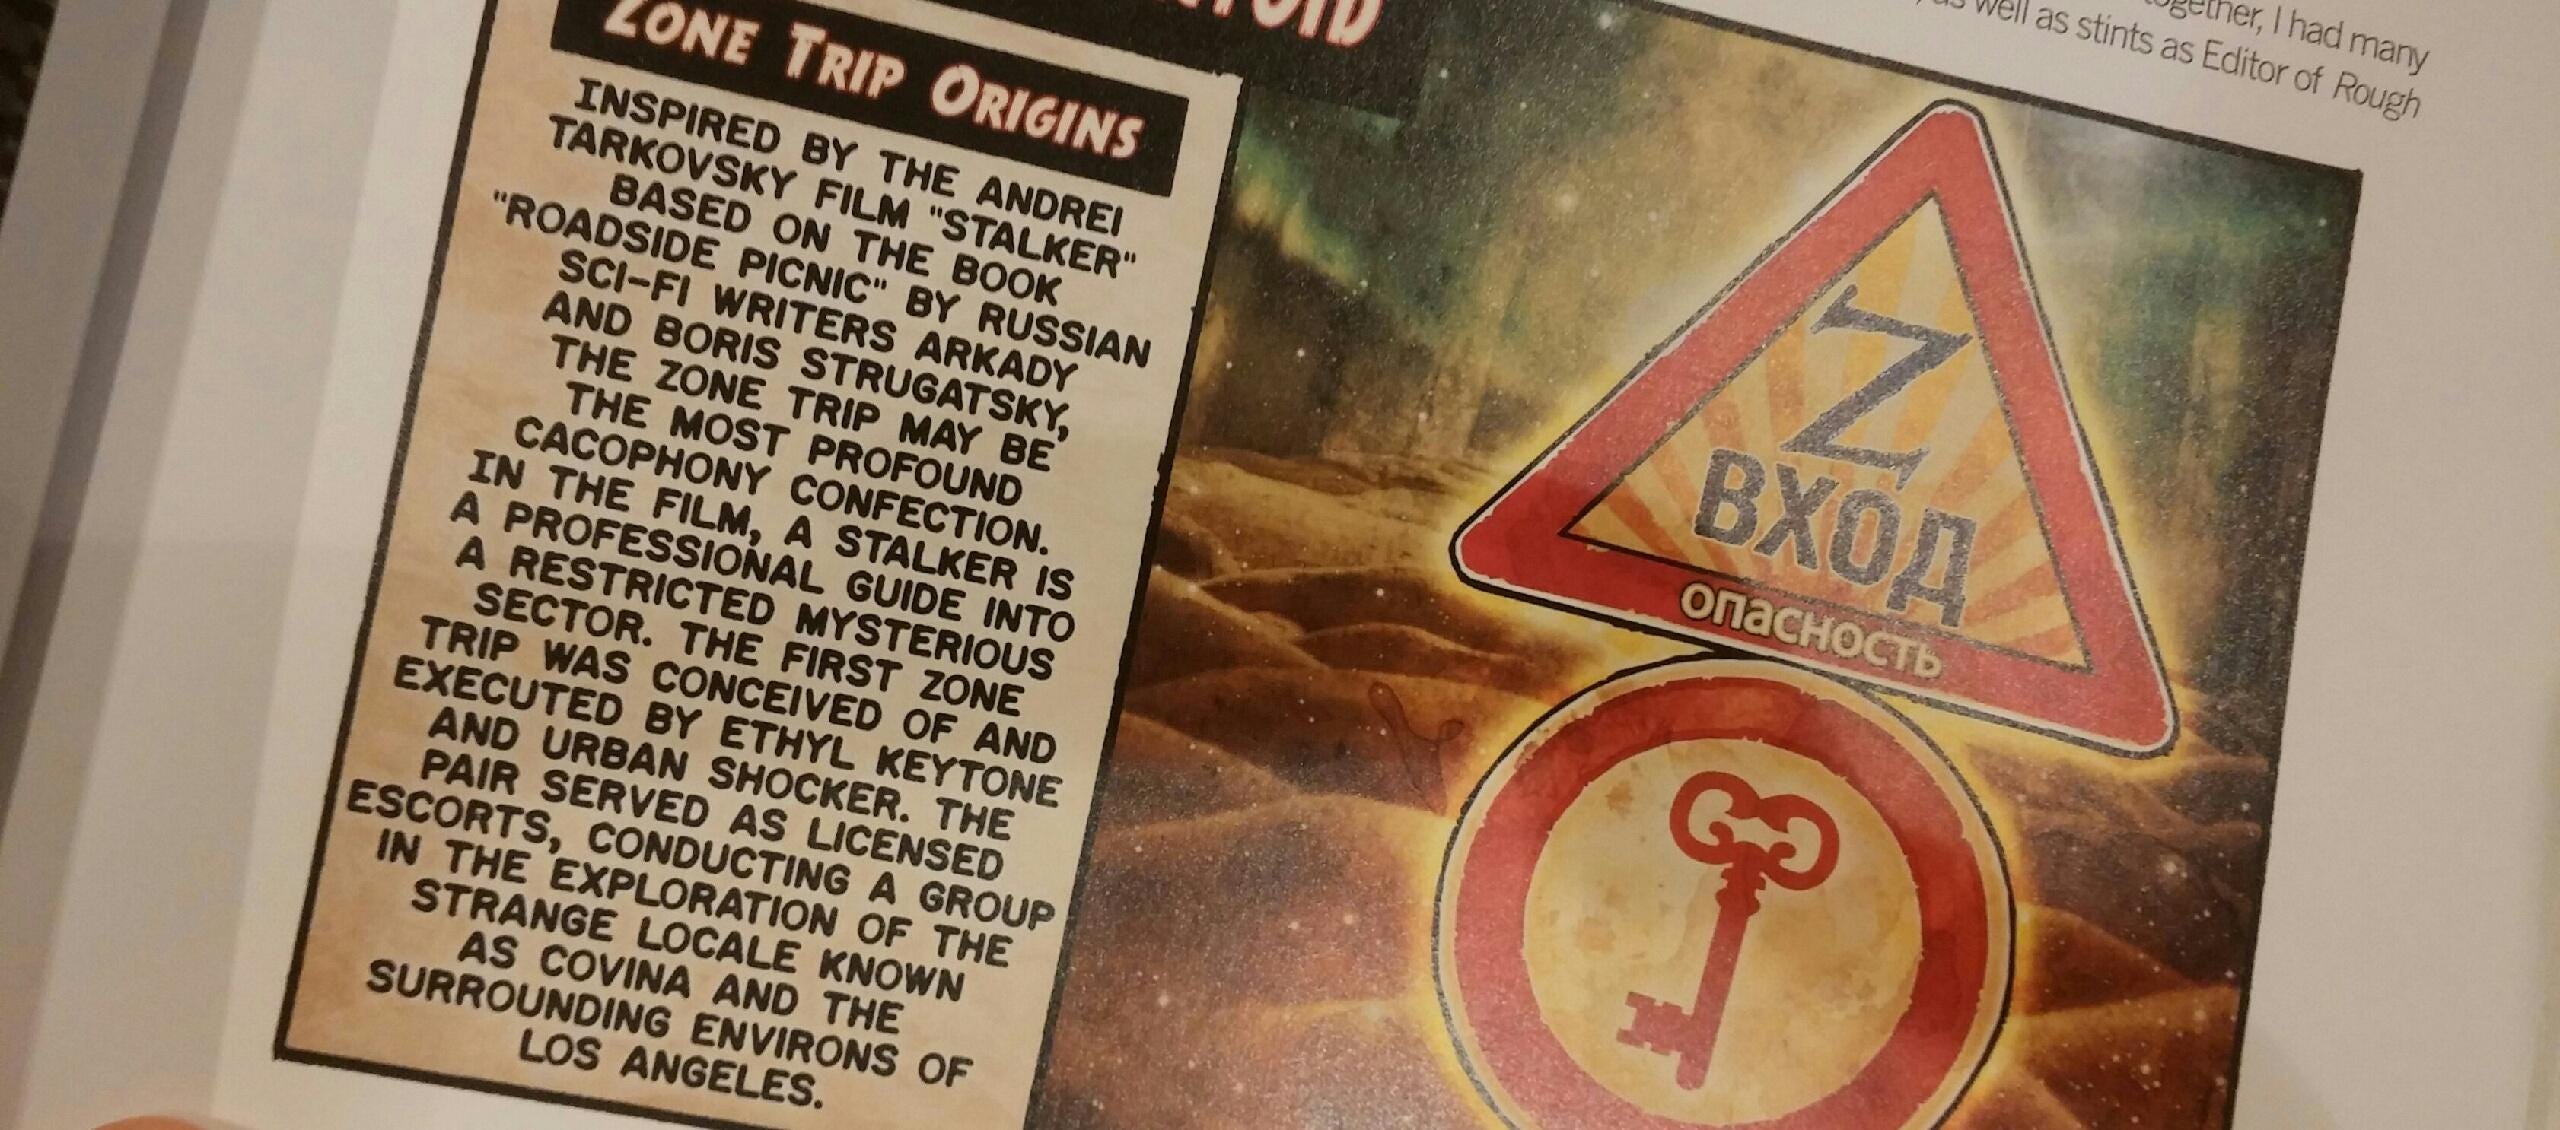 ZONE TRIP ORIGINS
INSPIRED BY THE ANDREI
TARKOVSKY FILM "STALKER"
BASED ON THE BOOK
"ROADSIDE PICNIC" BY RUSSIAN
SCI-FI WRITERS ARKADY
AND BORIS STRUGATSKY,
THE ZONE TRIP MAY BE
THE MOST PROFOUND
CACOPHONY CONFECTION.
IN THE FILM, A STALKER IS
A PROFESSIONAL GUIDE INTO
A RESTRICTED MYSTERIOUS
SECTOR. THE FIRST ZONE
TRIP WAS CONCEIVED OF AND
EXECUTED BY ETHYL KEYTONE
AND URBAN SHOCKER. THE
PAIR SERVED AS LICENSED
ESCORTS, CONDUCTING A GROUP
IN THE EXPLORATION OF THE
STRANGE LOCALE KNOWN
AS COVINA AND THE
SURROUNDING ENVIRONS OF
LOS ANGELES.
together, I had many
as well as stints as Editor of Rough
Z
ВХОД
ОПАСНОСТЬ